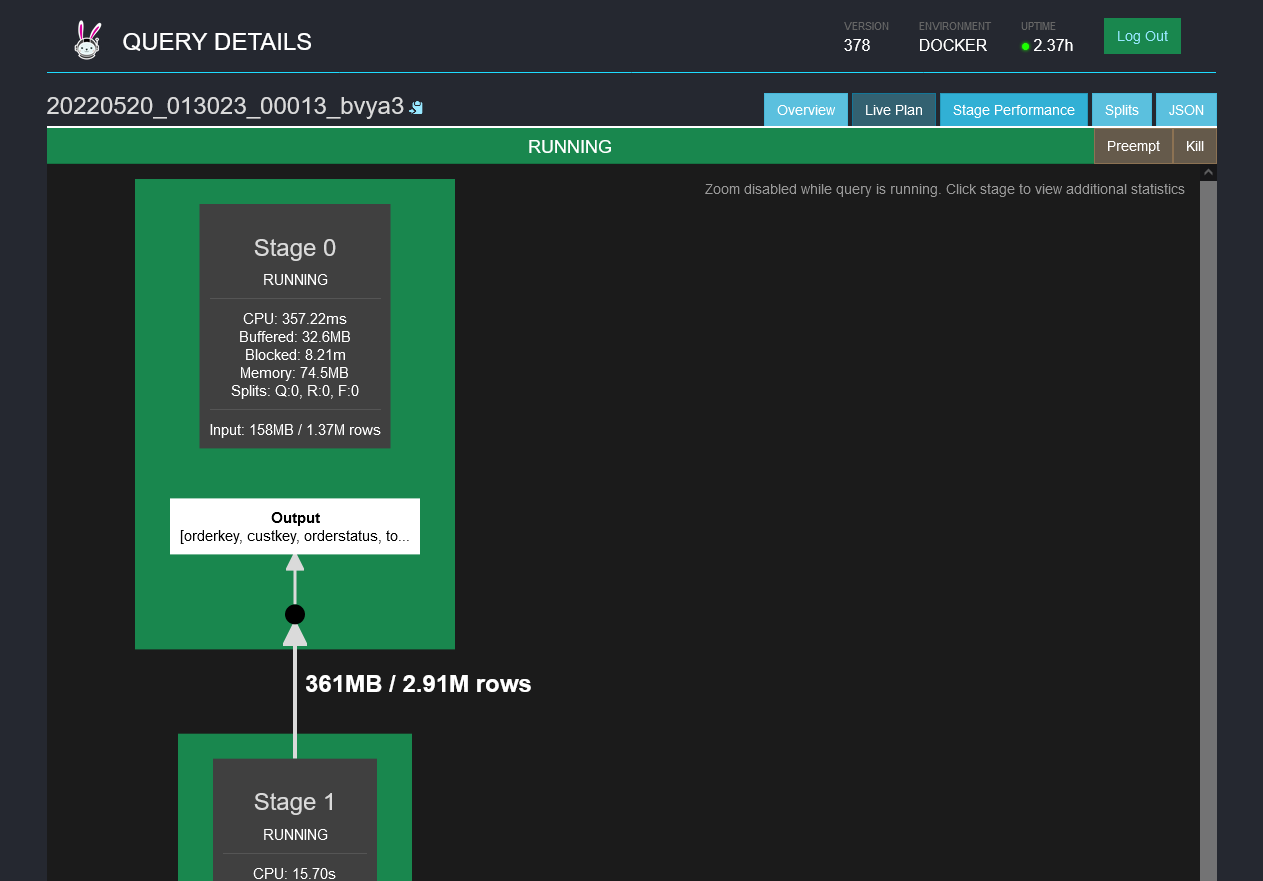 QUERY DETAILS
VERSION
378
ENVIRONMENT
DOCKER
UPTIME
2.37h
Log Out
20220520_013023_00013_bvya3
Overview
Live Plan
Stage Performance
Splits
JSON
RUNNING
Preempt
Kill
Zoom disabled while query is running. Click stage to view additional statistics
Stage 0
RUNNING
CPU: 357.22ms
Buffered: 32.6MB
Blocked: 8.21m
Memory: 74.5MB
Splits: Q:0, R:0, F:0
Input: 158MB / 1.37M rows
Output
[orderkey, custkey, orderstatus, to...
361MB / 2.91M rows
Stage 1
RUNNING
CPU: 15.70s